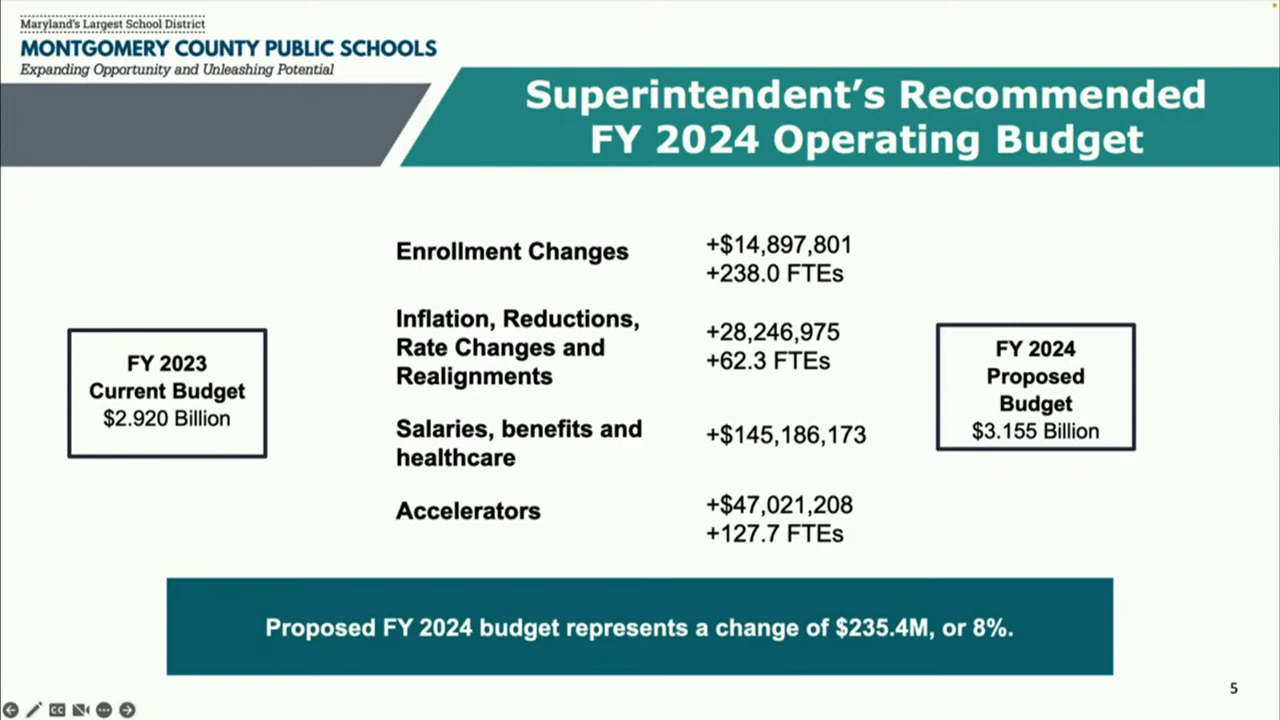 Maryland's Largest School District
MONTGOMERY COUNTY PUBLIC SCHOOLS
Expanding Opportunity and Unleashing Potential
Superintendent’s Recommended
FY 2024 Operating Budget
FY 2023
Current Budget
$2.920 Billion
Enrollment Changes
+$14,897,801
+238.0 FTEs
Inflation, Reductions,
Rate Changes and
Realignments
+28,246,975
+62.3 FTEs
Salaries, benefits and
healthcare
+$145,186,173
Accelerators
+$47,021,208
+127.7 FTEs
FY 2024
Proposed
Budget
$3.155 Billion
Proposed FY 2024 budget represents a change of $235.4M, or 8%.
5
CC